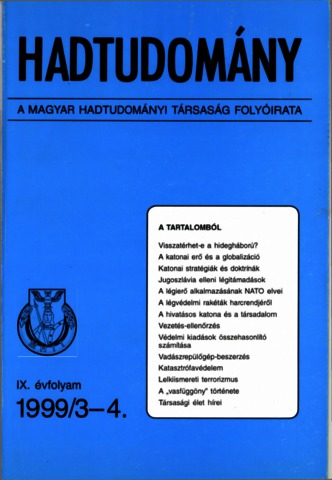 HADTUDOMÁNY
A MAGYAR HADTUDOMÁNYI TÁRSASÁG FOLYÓIRATA
A TARTALOMBÓL
Visszatérhet-e a hidegháború?
A katonai erő és a globalizáció
Katonai stratégiák és doktrínák
Jugoszlávia elleni légitámadások
A légierő alkalmazásának NATO elvei
A légvédelmi rakéták harcrendjéről
A hivatásos katona és a társadalom
Vezetés-ellenőrzés
Védelmi kiadások összehasonlító
számítása
Vadászrepülőgép-beszerzés
Katasztrófavédelem
Lelkiismereti terrorizmus
A „vasfüggöny" története
Társasági élet hírei
IX. évfolyam
1999/3–4.